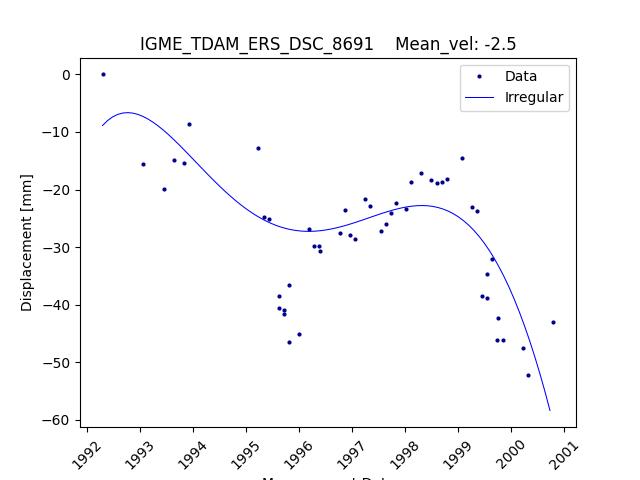 IGME_TDAM_ERS_DSC_8691    Mean_vel: -2.5
Data
Irregular
Displacement [mm]
0
−10
−20
−30
−40
−50
−60
1992 1993 1994 1995 1996 1997 1998 1999 2000 2001